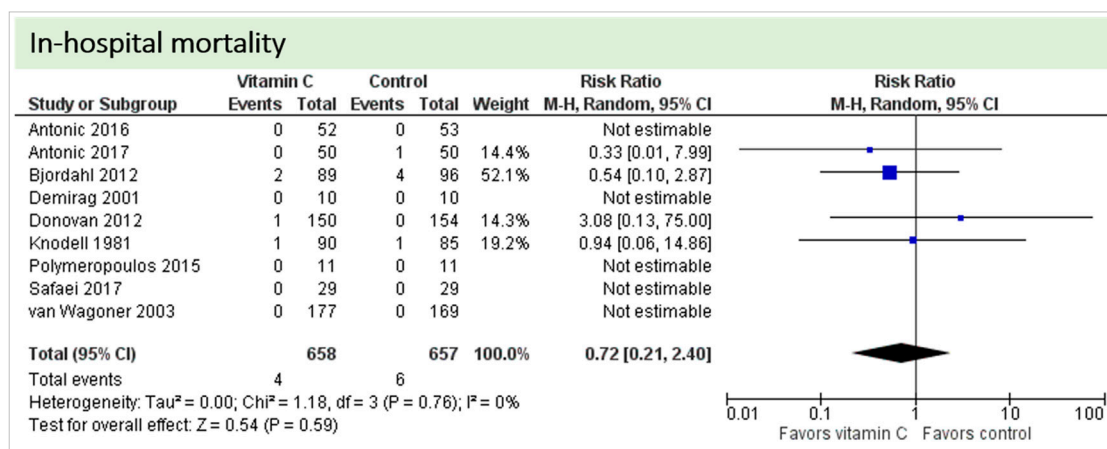 In-hospital mortality
Vitamin C Control Risk Ratio Risk Ratio
Study or Subgroup Events Total Events Total Weight M-H, Random, 95% CI M-H, Random, 95% CI
Antonic 2016 0 52 0 53 Not estimable
Antonic 2017 0 50 1 50 14.4% 0.33 [0.01, 7.99]
Bjordahl 2012 2 89 4 96 52.1% 0.54 [0.10, 2.87]
Demirag 2001 0 10 0 10 Not estimable
Donovan 2012 1 150 0 154 14.3% 3.08 [0.13, 75.00]
Knodell 1981 1 90 1 85 19.2% 0.94 [0.06, 14.86]
Polymeropoulos 2015 0 11 0 11 Not estimable
Safaei 2017 0 29 0 29 Not estimable
van Wagoner 2003 0 177 0 169 Not estimable
Total (95% CI) 658 657 100.0% 0.72 [0.21, 2.40]
Total events 4 6
Heterogeneity: Tau² = 0.00; Chi² = 1.18, df = 3 (P = 0.76); I² = 0%
Test for overall effect: Z = 0.54 (P = 0.59)
0.01 0.1 1 10 100
Favors vitamin C Favors control